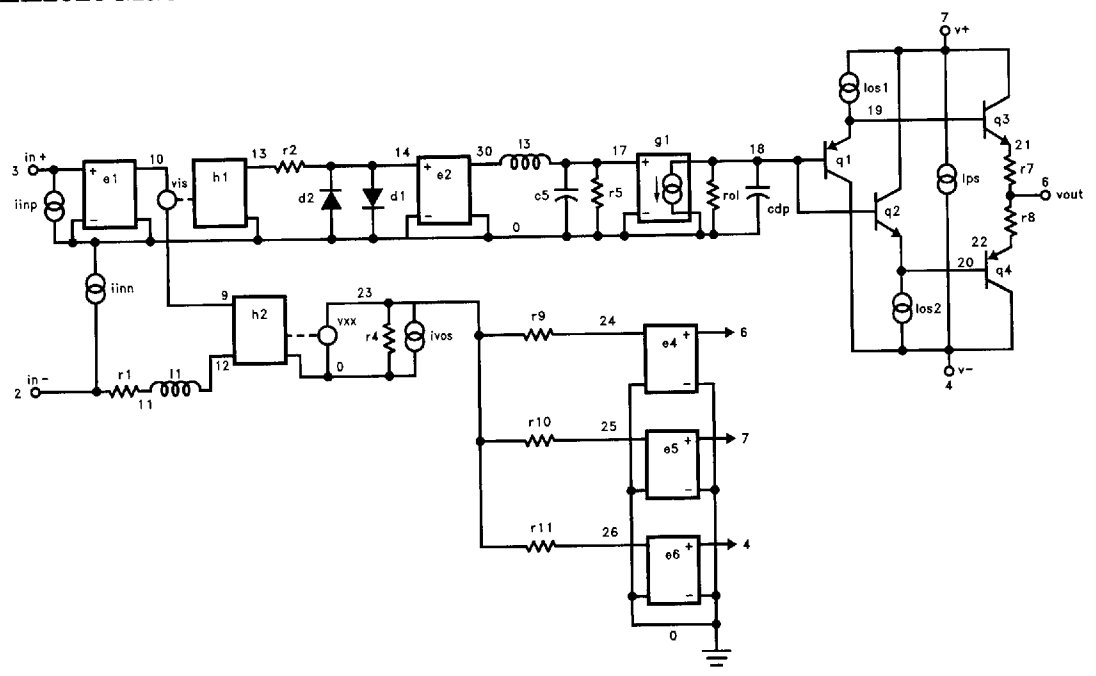 7
v+
Ios1
19
q3
in+
3
10
13
r2
14
30
l3
17
g1
18
q1
21
r7
6
vout
+
e1
vis
h1
+
e2
+
Ips
iinp
d2
d1
c5
r5
rol
cdp
q2
r8
−
−
0
−
22
20
q4
iinn
9
h2
23
vxx
r4
ivos
Ios2
r9
24
+
e4
6
v-
4
in-
2
r1
11
l1
12
0
−
r10
25
+
e5
7
−
r11
26
+
e6
4
−
0